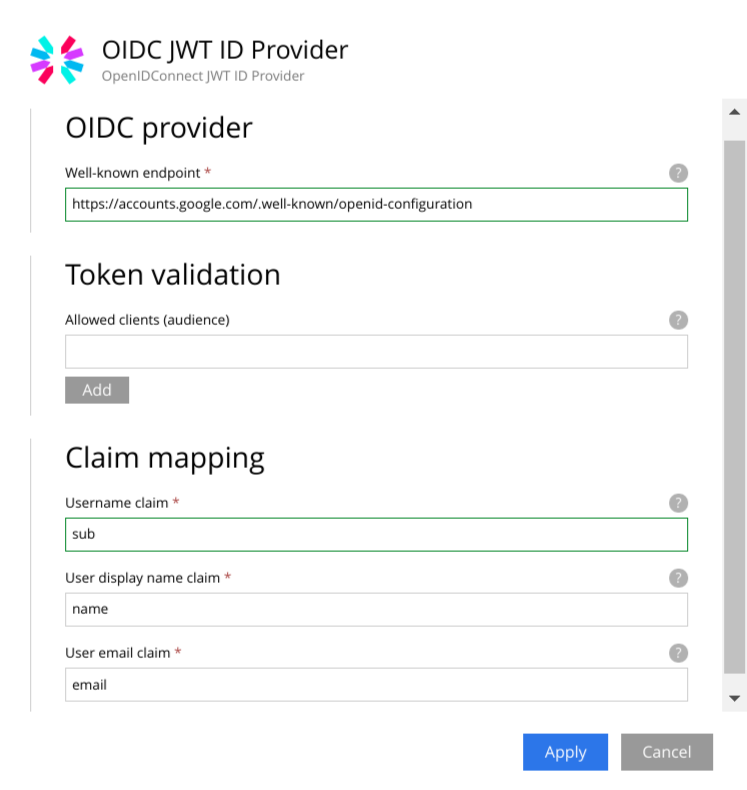 OIDC JWT ID Provider
OpenIDConnect JWT ID Provider
OIDC provider
Well-known endpoint *
?
https://accounts.google.com/.well-known/openid-configuration
Token validation
Allowed clients (audience)
?
Add
Claim mapping
Username claim *
?
sub
User display name claim *
?
name
User email claim *
?
email
Apply
Cancel